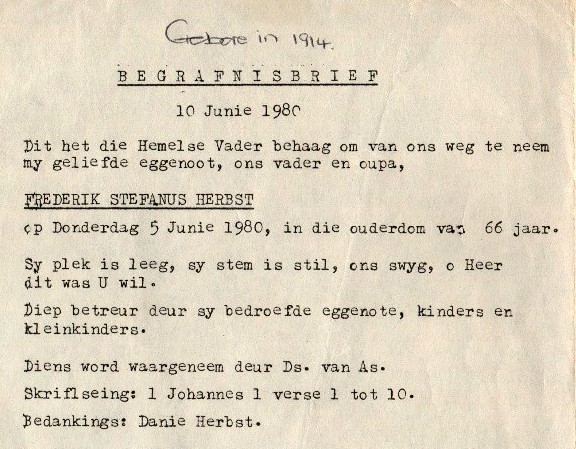 Gebore in 1914.
BEGRAFNISBRIEF
10 Junie 1980
Dit het die Hemelse Vader behaag om van ons weg te neem
my geliefde eggenoot, ons vader en oupa,
FREDERIK STEFANUS HERBST
op Donderdag 5 Junie 1980, in die ouderdom van 66 jaar.
Sy plek is leeg, sy stem is stil, ons swyg, o Heer
dit was U wil.
Diep betreur deur sy bedroefde eggenote, kinders en
kleinkinders.
Diens word waargeneem deur Ds. van As.
Skriflseing: 1 Johannes 1 verse 1 tot 10.
Bedankings: Danie Herbst.